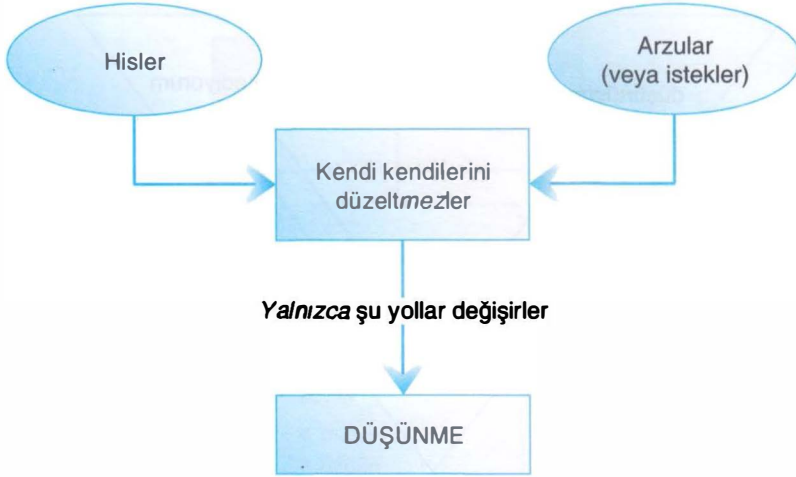 Hisler
Arzular
(veya istekler)
Kendi kendilerini
düzeltmezler
Yalnızca şu yollar değişirler
DÜŞÜNME